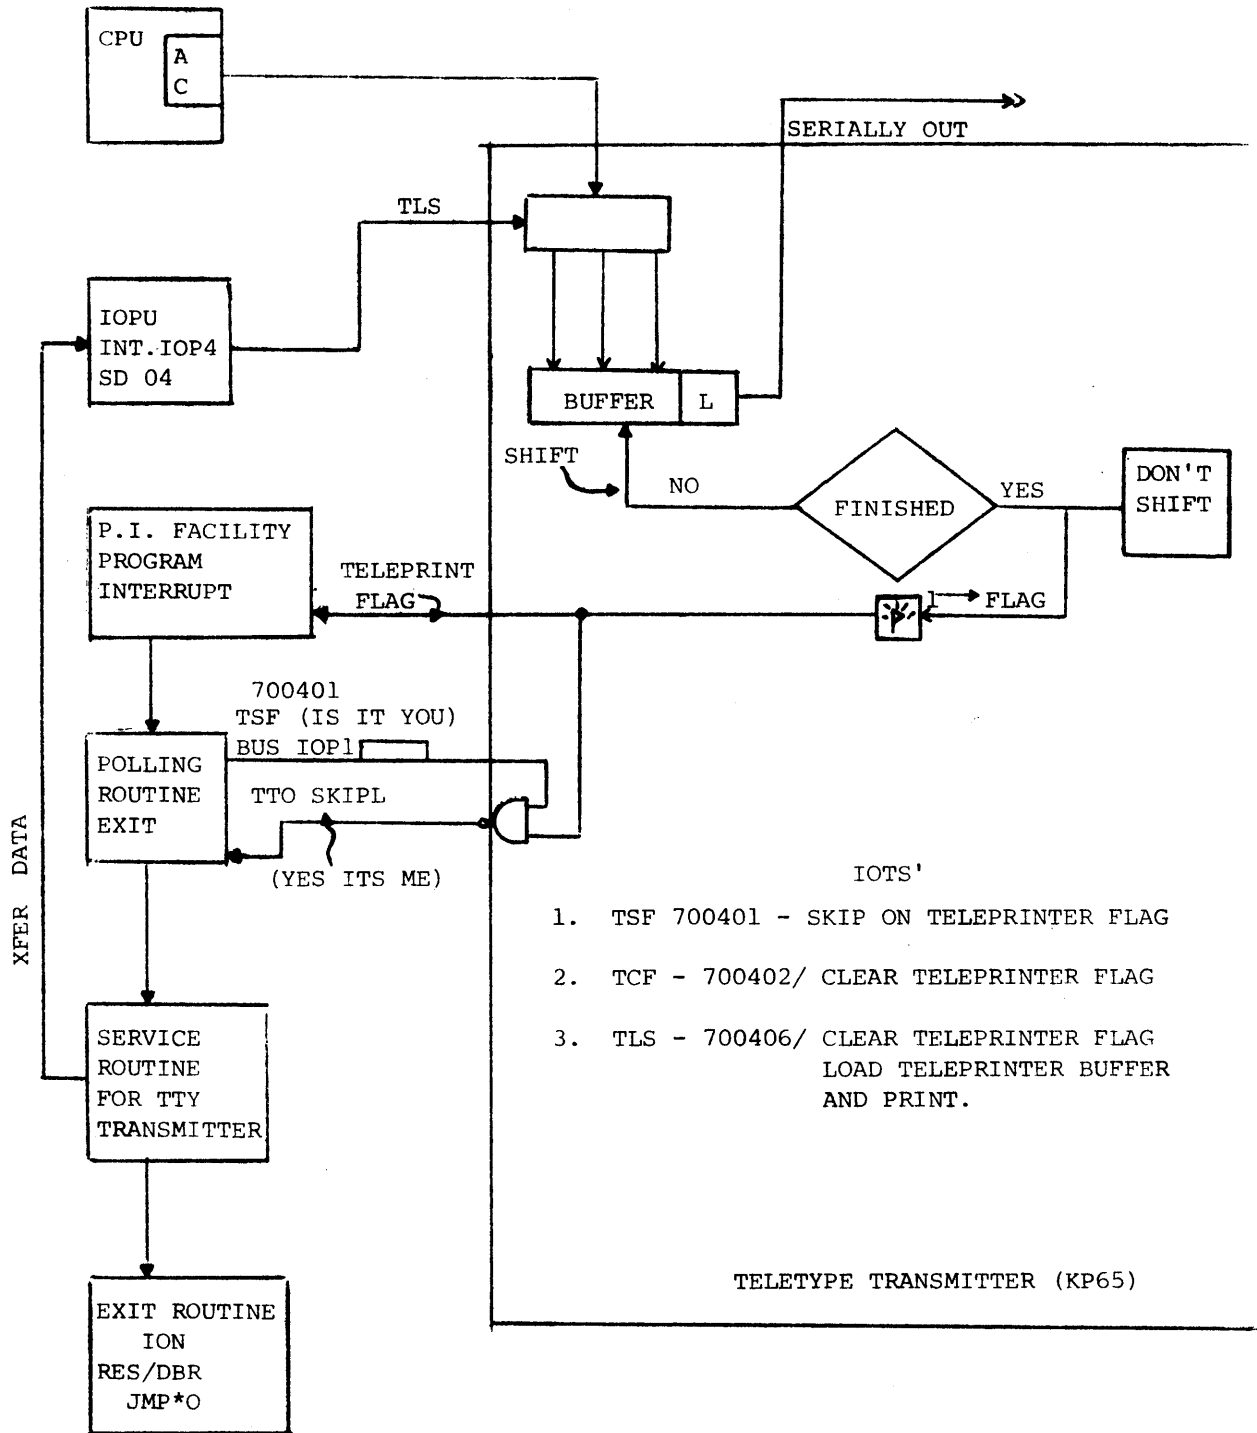 CPU
A
C
SERIALLY OUT
TLS
IOPU
INT. IOP4
SD 04
BUFFER
L
SHIFT
NO
FINISHED
YES
DON'T
SHIFT
P.I. FACILITY
PROGRAM
INTERRUPT
TELEPRINT
FLAG
1 → FLAG
700401
TSF (IS IT YOU)
BUS IOP1
POLLING
ROUTINE
EXIT
TTO SKIPL
(YES ITS ME)
XFER DATA
IOTS'
1. TSF 700401 - SKIP ON TELEPRINTER FLAG
2. TCF - 700402/ CLEAR TELEPRINTER FLAG
3. TLS - 700406/ CLEAR TELEPRINTER FLAG
LOAD TELEPRINTER BUFFER
AND PRINT.
SERVICE
ROUTINE
FOR TTY
TRANSMITTER
TELETYPE TRANSMITTER (KP65)
EXIT ROUTINE
ION
RES/DBR
JMP*O